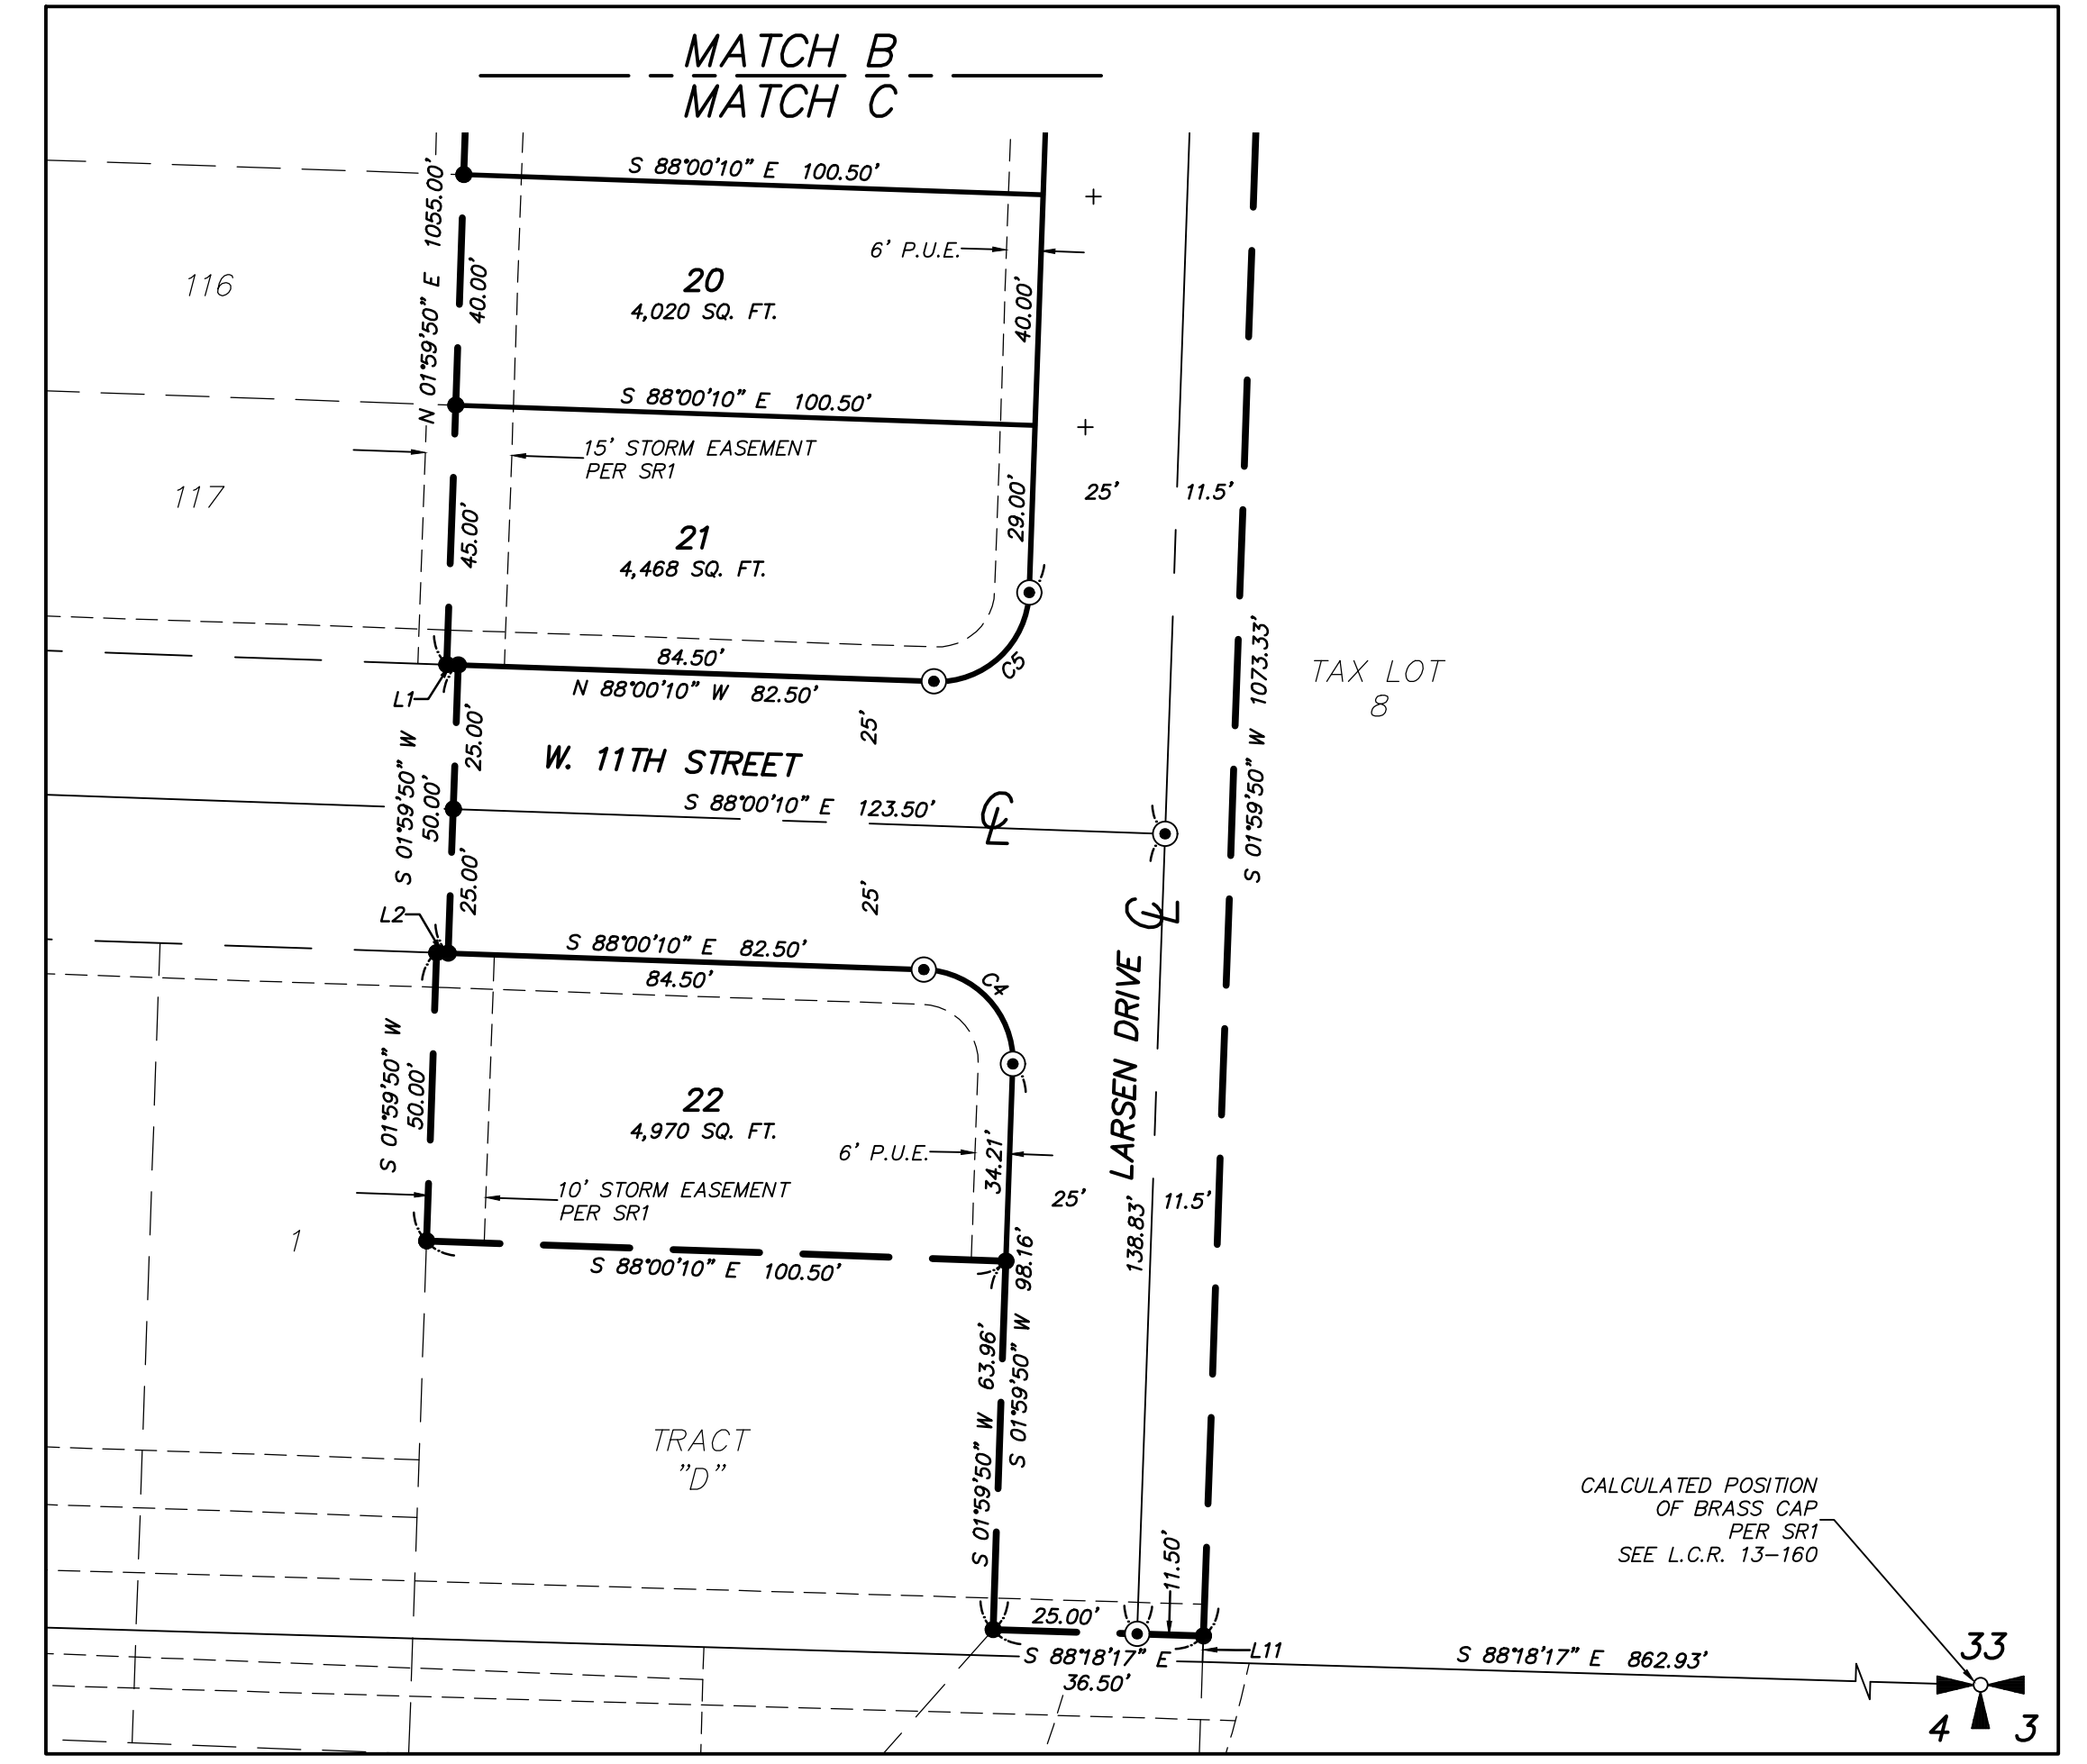 MATCH B
MATCH C
S 88°00'10" E 100.50'
N 01°59'50" E 1055.00'
40.00'
6' P.U.E.
40.00'
116
20
4,020 SQ. FT.
S 88°00'10" E 100.50'
15' STORM EASEMENT
PER SR1
117
45.00'
29.00'
25'
11.5'
21
4,468 SQ. FT.
84.50'
N 88°00'10" W 82.50'
C5
L1
S 01°59'50" W 1073.33'
TAX LOT
8
25.00'
25'
W. 11TH STREET
S 01°59'50" W
50.00'
S 88°00'10" E 123.50'
CL
25.00'
25'
L2
CL
S 88°00'10" E 82.50'
84.50'
C4
LARSEN DRIVE
S 01°59'50" W
50.00'
22
4,970 SQ. FT.
6' P.U.E.
34.21'
10' STORM EASEMENT
PER SR1
25'
11.5'
138.83'
1
S 88°00'10" E 100.50'
S 01°59'50" W 98.16'
S 01°59'50" W 63.96'
TRACT
"D"
CALCULATED POSITION
OF BRASS CAP
PER SR1
SEE L.C.R. 13-160
11.50'
25.00'
L11
S 88°18'17" E
36.50'
S 88°18'17" E 862.93'
33
4
3